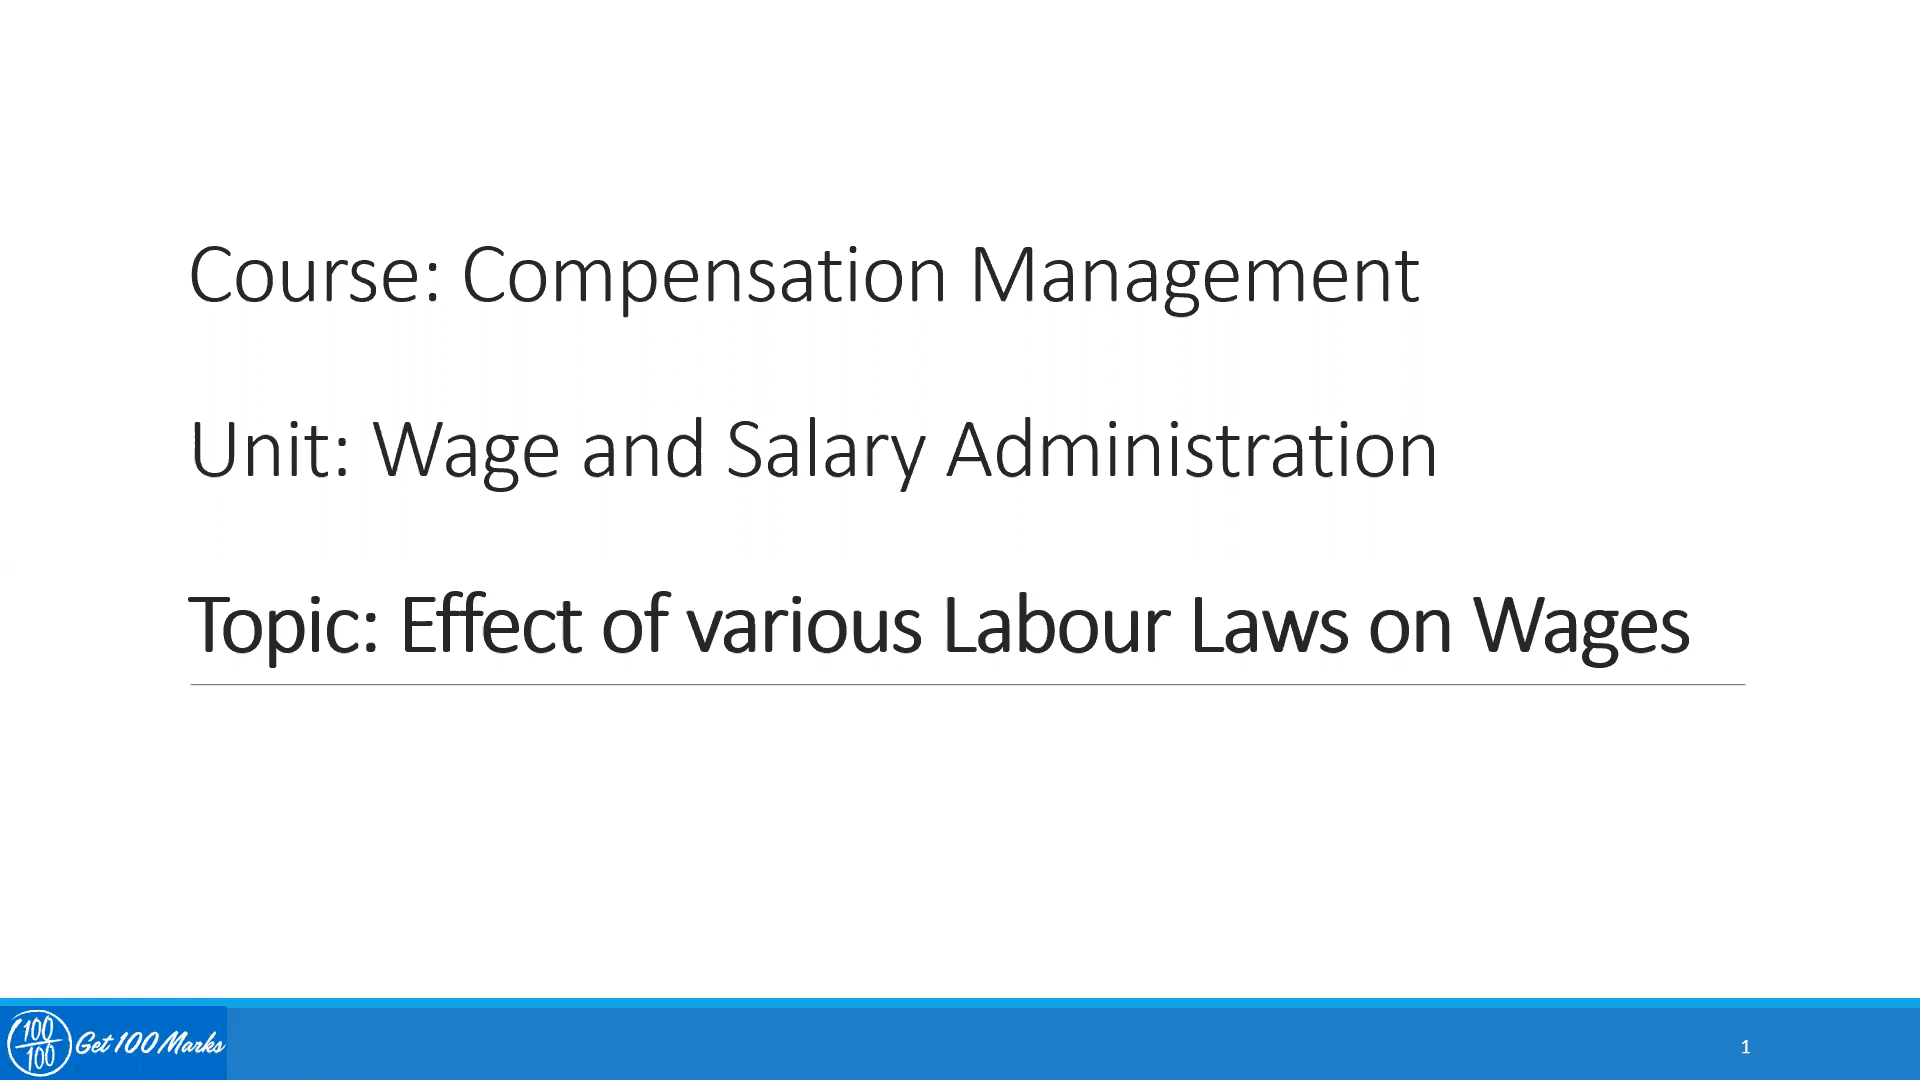 Course: Compensation Management
Unit: Wage and Salary Administration
Topic: Effect of various Labour Laws on Wages
100
100
Get 100 Marks
1